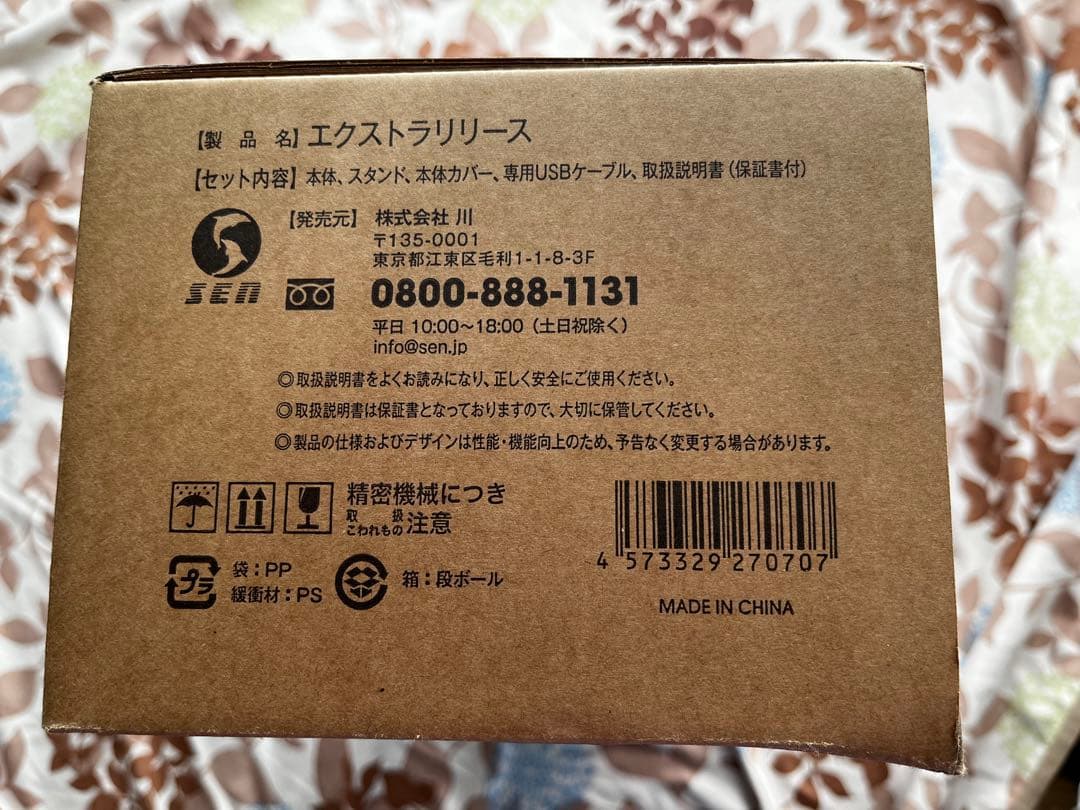 【製品名】エクストラリリース
【セット内容】本体、スタンド、本体カバー、専用USBケーブル、取扱説明書(保証書付)
【発売元】株式会社 川
〒135-0001
東京都江東区毛利1-1-8-3F
SEN
0800-888-1131
平日 10:00〜18:00（土日祝除く）
info@sen.jp
◎取扱説明書をよくお読みになり、正しく安全にご使用ください。
◎取扱説明書は保証書となっておりますので、大切に保管してください。
◎製品の仕様およびデザインは性能・機能向上のため、予告なく変更する場合があります。
精密機械につき
取扱注意
こわれもの
プラ
袋：PP
緩衝材：PS
箱：段ボール
4 573329 270707
MADE IN CHINA